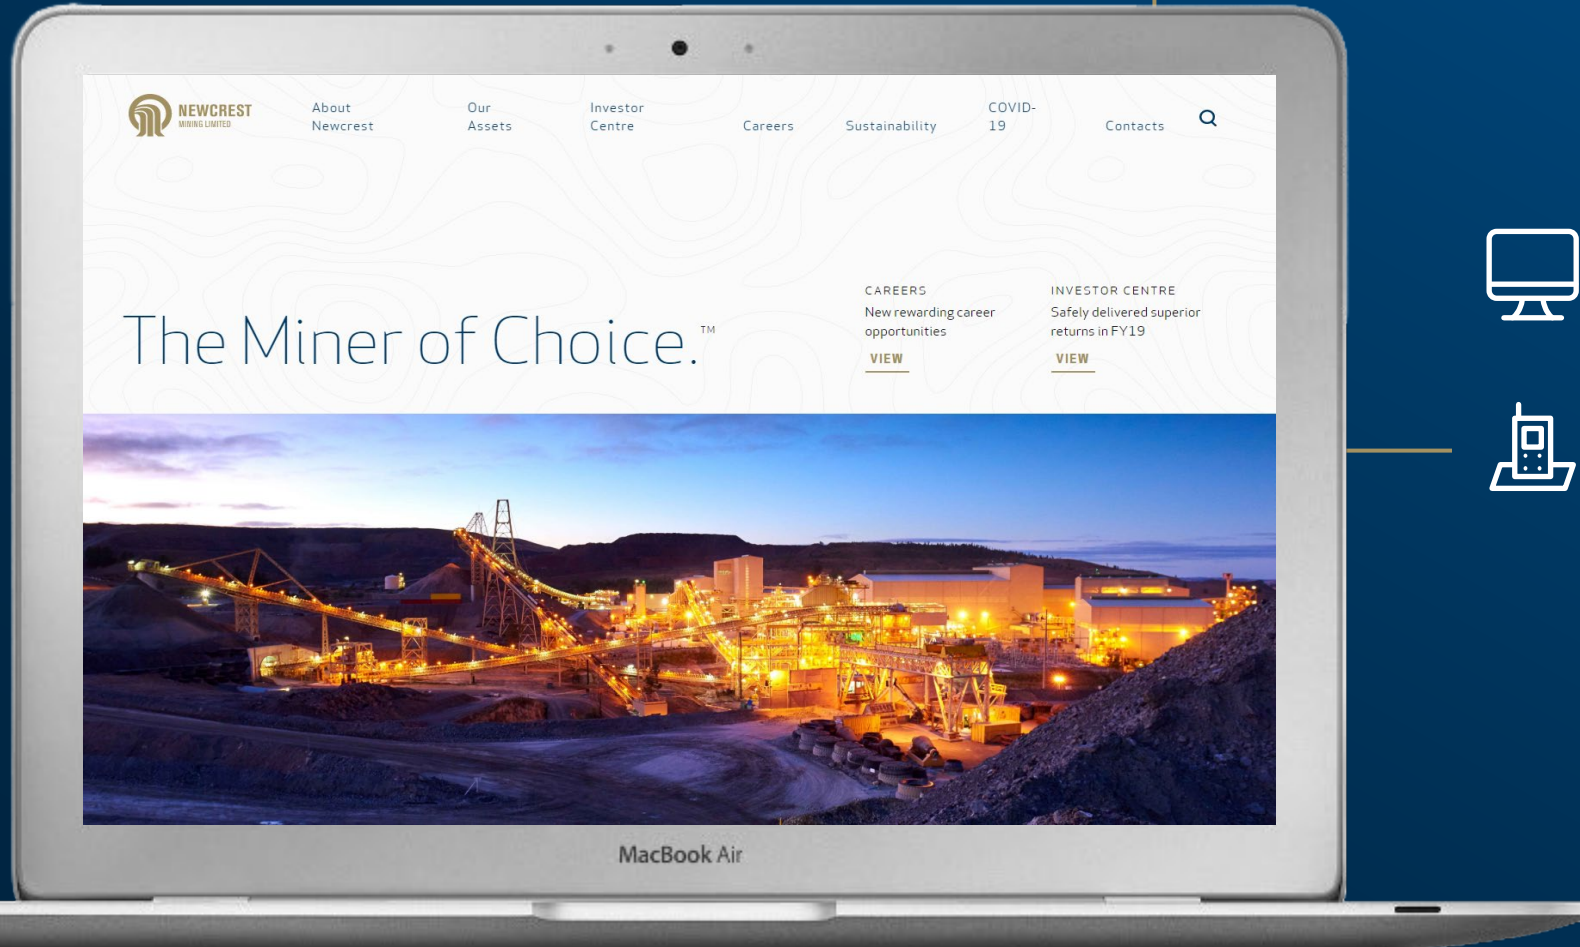 NEWCREST
MINING LIMITED
About
Newcrest
Our
Assets
Investor
Centre
Careers
Sustainability
COVID-
19
Contacts
The Miner of Choice.™
CAREERS
New rewarding career
opportunities
VIEW
INVESTOR CENTRE
Safely delivered superior
returns in FY19
VIEW
MacBook Air